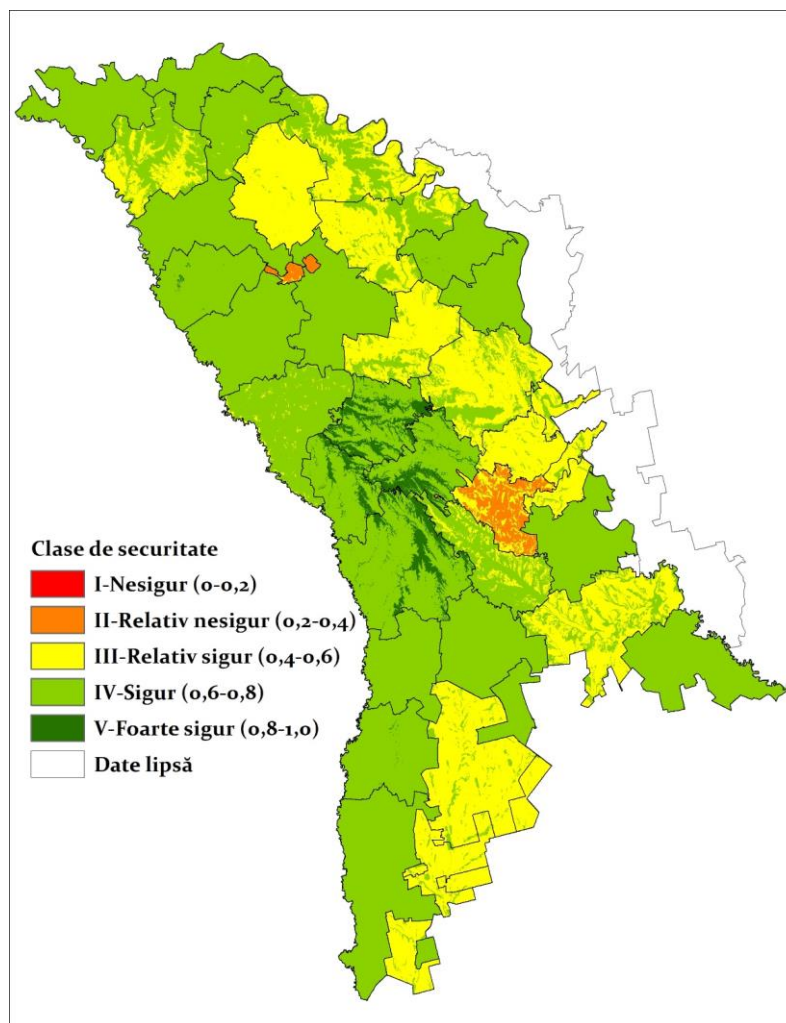 Clase de securitate
I-Nesigur (0-0,2)
II-Relativ nesigur (0,2-0,4)
III-Relativ sigur (0,4-0,6)
IV-Sigur (0,6-0,8)
V-Foarte sigur (0,8-1,0)
Date lipsă